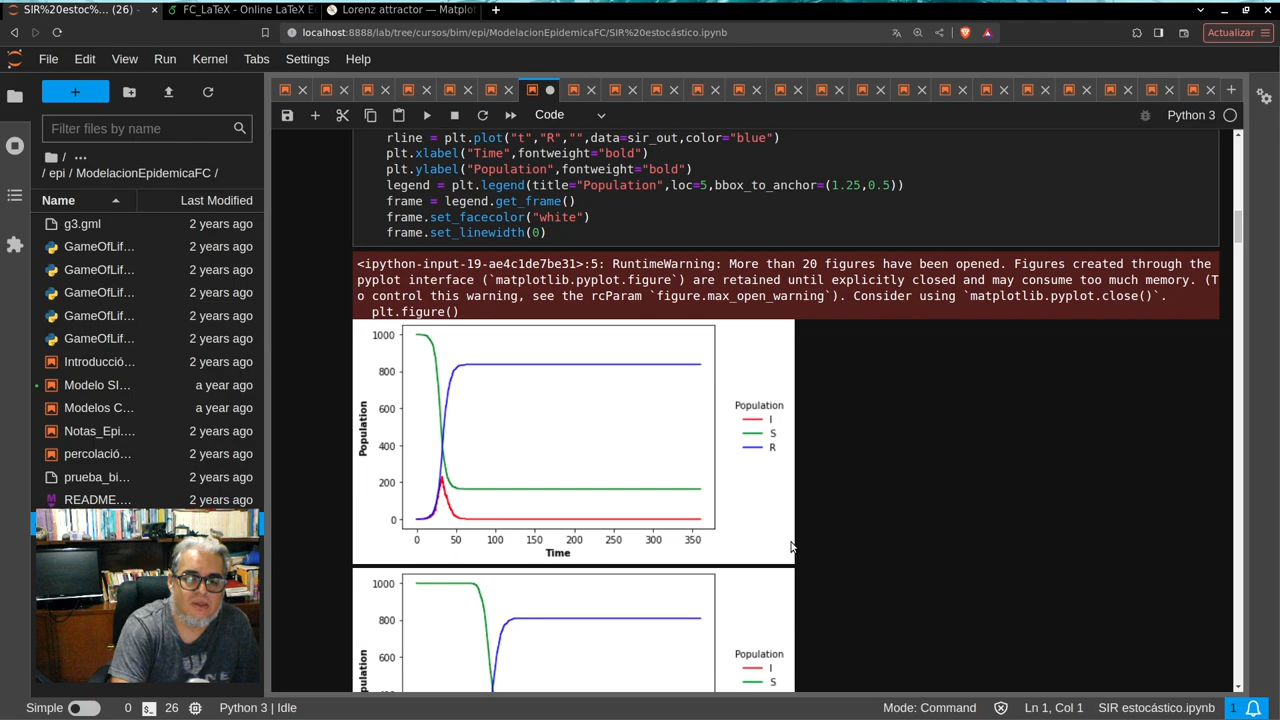 SIR%20estoc%... (26) -
FC_LaTeX - Online LaTeX E
Lorenz attractor — Matplot
localhost:8888/lab/tree/cursos/bim/epi/ModelacionEpidemicaFC/SIR%20estocástico.ipynb
Actualizar
File Edit View Run Kernel Tabs Settings Help
Code
Python 3
Filter files by name
/ ...
/ epi / ModelacionEpidemicaFC /
Name Last Modified
g3.gml 2 years ago
GameOfLif... 2 years ago
GameOfLif... 2 years ago
GameOfLif... 2 years ago
GameOfLif... 2 years ago
GameOfLif... 2 years ago
Introducció... 2 years ago
Modelo SI... a year ago
Modelos C... a year ago
Notas_Epi.... 2 years ago
percolació... 2 years ago
prueba_bi... 2 years ago
README.... 2 years ago
rline = plt.plot("t","R","",data=sir_out,color="blue")
plt.xlabel("Time",fontweight="bold")
plt.ylabel("Population",fontweight="bold")
legend = plt.legend(title="Population",loc=5,bbox_to_anchor=(1.25,0.5))
frame = legend.get_frame()
frame.set_facecolor("white")
frame.set_linewidth(0)
<ipython-input-19-ae4c1de7be31>:5: RuntimeWarning: More than 20 figures have been opened. Figures created through the
pyplot interface (`matplotlib.pyplot.figure`) are retained until explicitly closed and may consume too much memory. (T
o control this warning, see the rcParam `figure.max_open_warning`). Consider using `matplotlib.pyplot.close()`.
plt.figure()
1000
800
600
400
200
0
Population
0 50 100 150 200 250 300 350
Time
Population
I
S
R
1000
800
600
Population
I
S
Simple 0 26 Python 3 | Idle
Mode: Command Ln 1, Col 1 SIR estocástico.ipynb 1